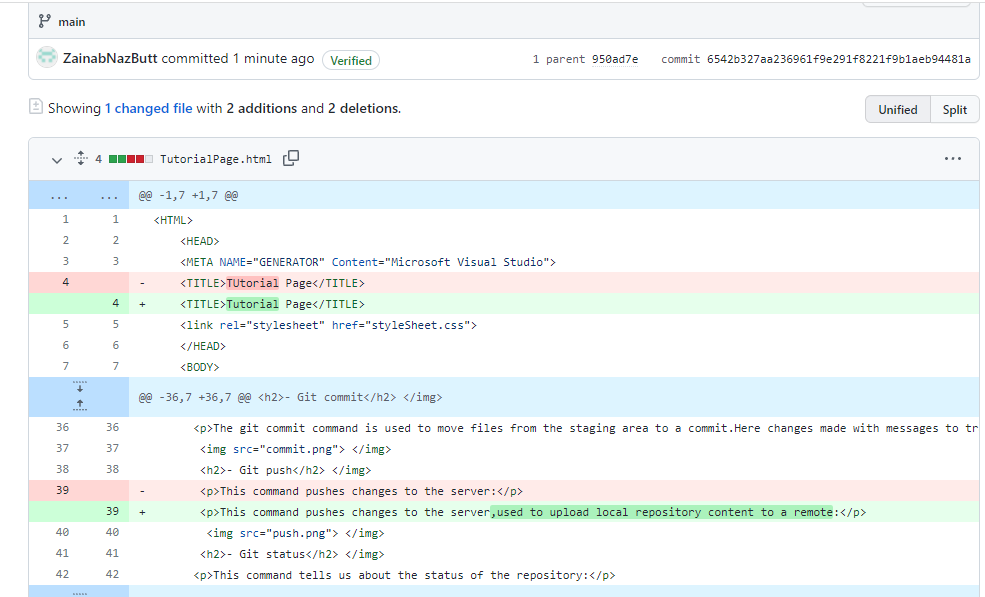 main
ZainabNazButt committed 1 minute ago Verified 1 parent 950ad7e commit 6542b327aa236961f9e291f8221f9b1aeb94481a
Showing 1 changed file with 2 additions and 2 deletions. Unified Split
4 TutorialPage.html ...
... ... @@ -1,7 +1,7 @@
1 1 <HTML>
2 2 <HEAD>
3 3 <META NAME="GENERATOR" Content="Microsoft Visual Studio">
4 - <TITLE>TUtorial Page</TITLE>
4 + <TITLE>Tutorial Page</TITLE>
5 5 <link rel="stylesheet" href="styleSheet.css">
6 6 </HEAD>
7 7 <BODY>
@@ -36,7 +36,7 @@ <h2>- Git commit</h2> </img>
36 36 <p>The git commit command is used to move files from the staging area to a commit.Here changes made with messages to tr
37 37 <img src="commit.png"> </img>
38 38 <h2>- Git push</h2> </img>
39 - <p>This command pushes changes to the server:</p>
39 + <p>This command pushes changes to the server,used to upload local repository content to a remote:</p>
40 40 <img src="push.png"> </img>
41 41 <h2>- Git status</h2> </img>
42 42 <p>This command tells us about the status of the repository:</p>